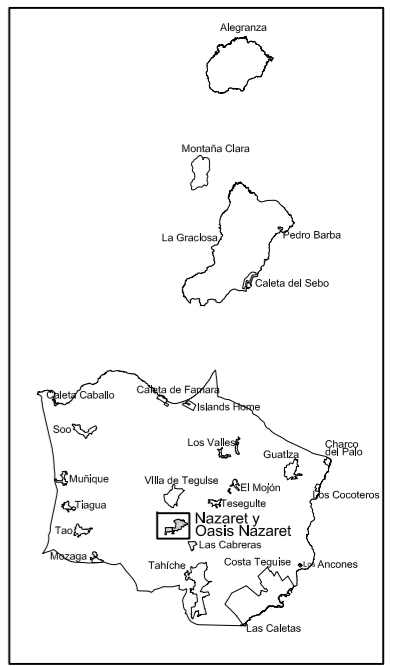 Alegranza
Montaña Clara
La Graciosa
Pedro Barba
Caleta del Sebo
Caleta de Famara
Caleta Caballo
Islands Home
Soo
Los Valles
Charco
del Palo
Guatiza
Muñique
Villa de Teguise
El Mojón
Los Cocoteros
Tiagua
Teseguite
Nazaret y
Oasis Nazaret
Tao
Las Cabreras
Mozaga
Tahíche
Costa Teguise
Los Ancones
Las Caletas